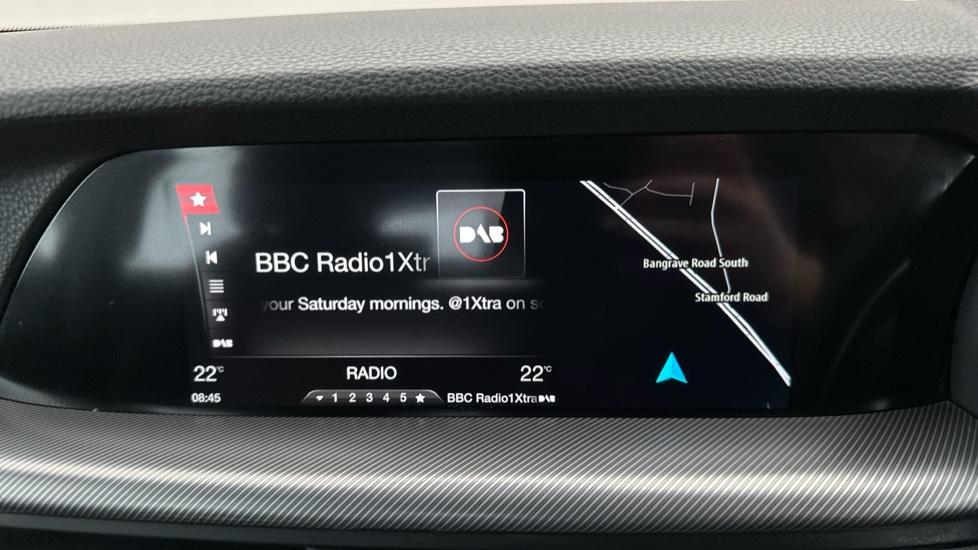 DAB
BBC Radio1Xtr
your Saturday mornings. @1Xtra on
DAB
22°C
RADIO
22°C
08:45
1 2 3 4 5
BBC Radio1Xtra DAB
Bangrave Road South
Stamford Road